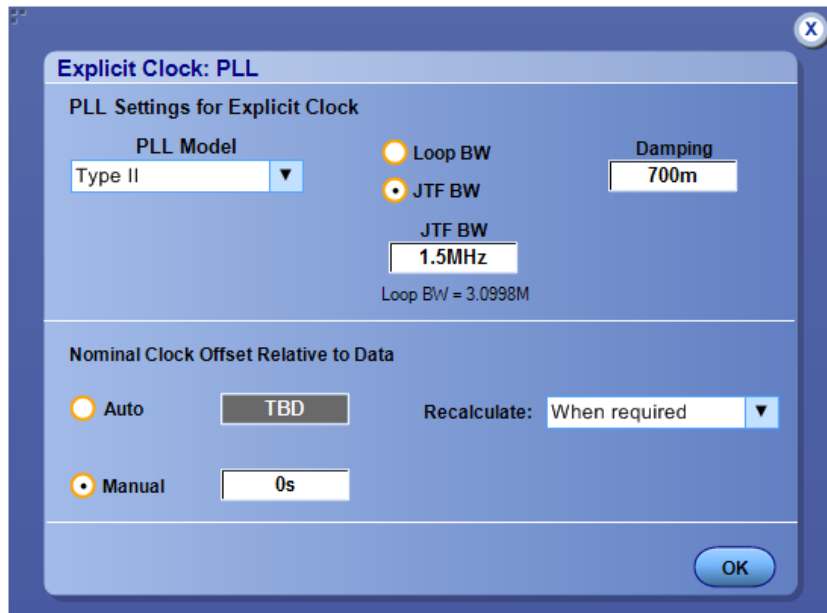 X
Explicit Clock: PLL
PLL Settings for Explicit Clock
PLL Model
Type II
Loop BW
JTF BW
JTF BW
1.5MHz
Loop BW = 3.0998M
Damping
700m
Nominal Clock Offset Relative to Data
Auto
TBD
Recalculate:
When required
Manual
0s
OK